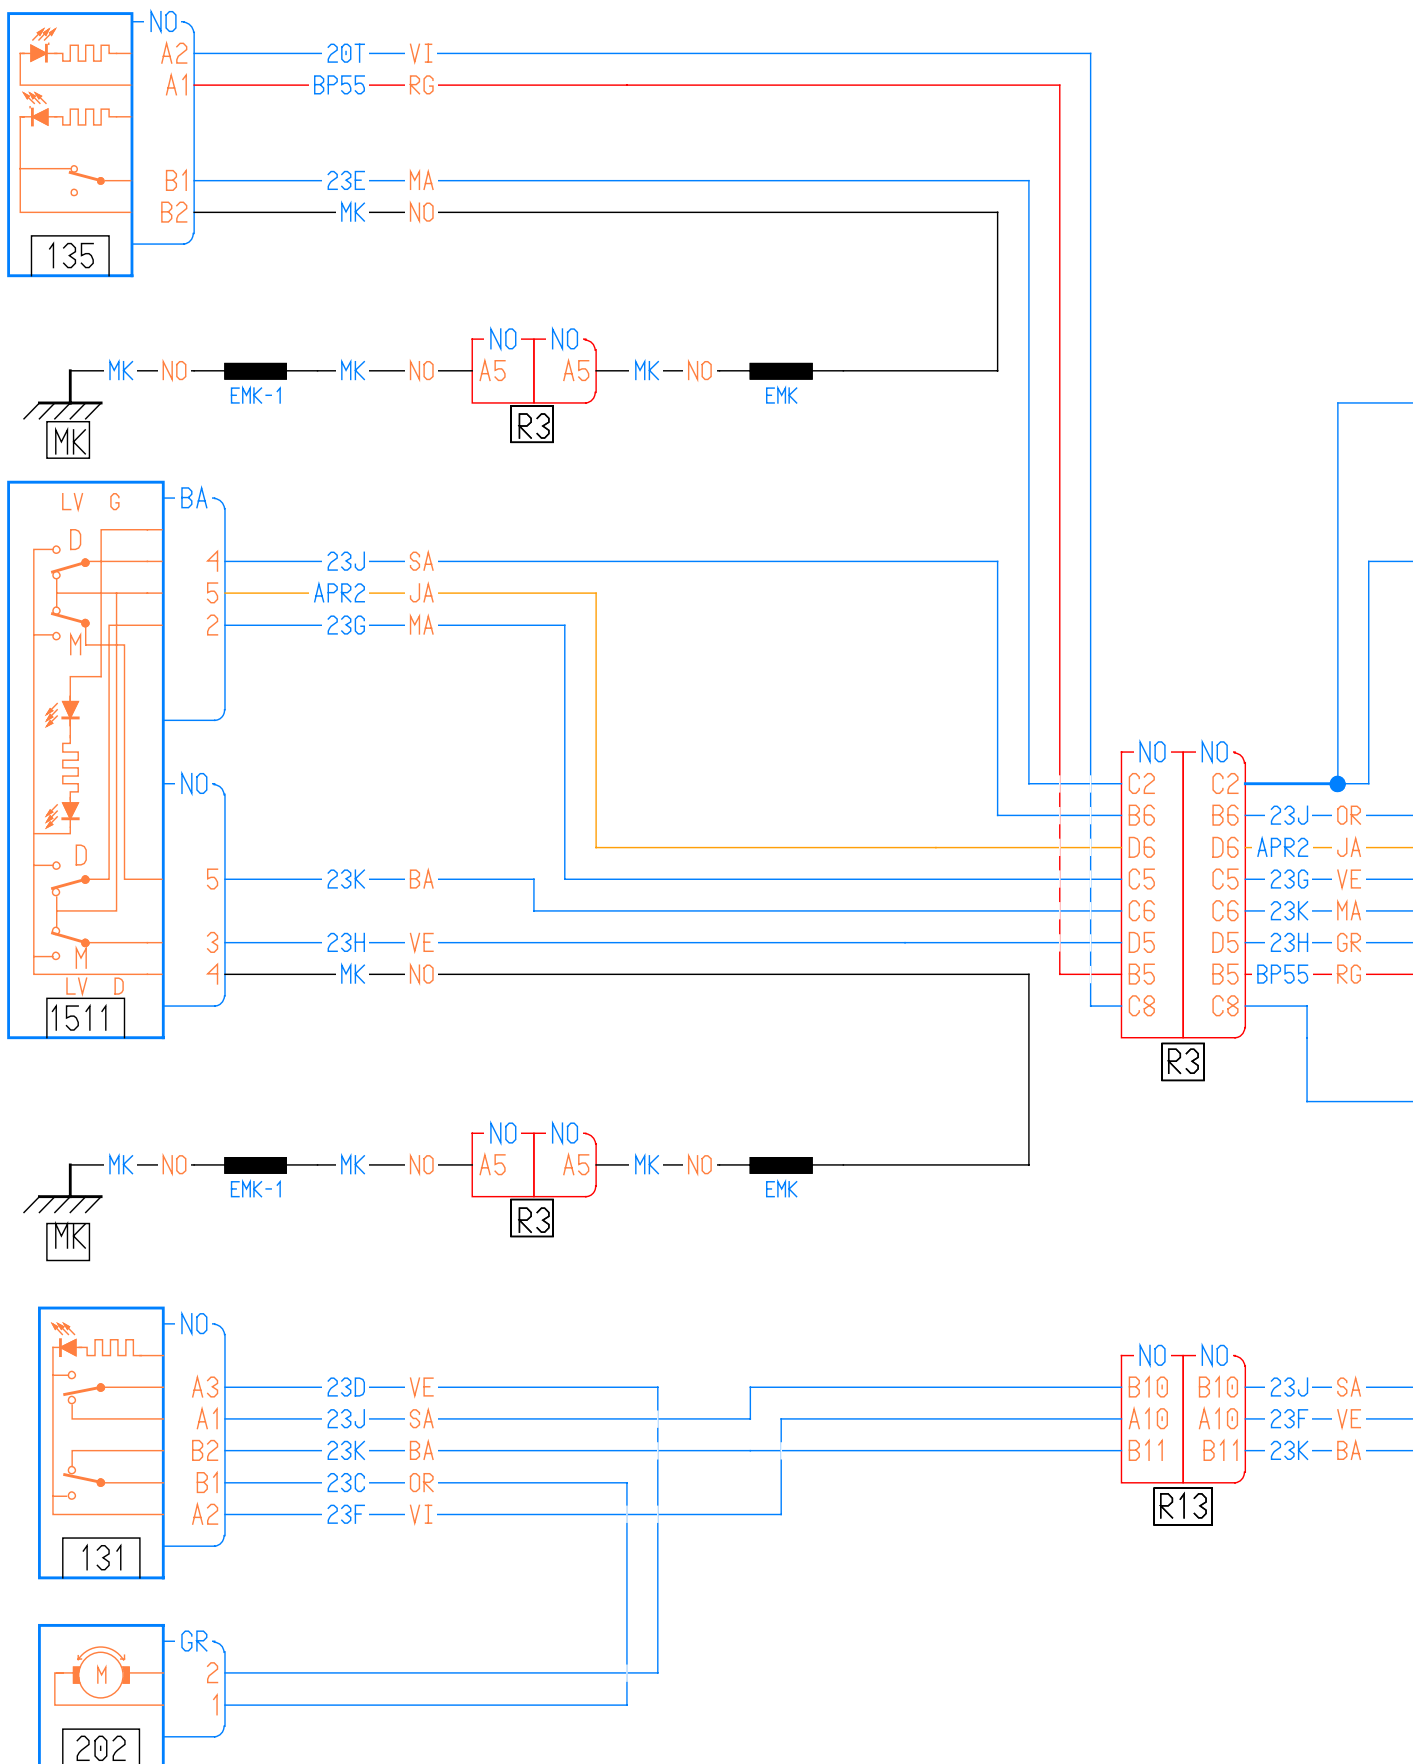 NO
A2 20T VI
A1 BP55 RG
B1 23E MA
B2 MK NO
135
NO NO
MK NO MK NO A5 A5 MK NO
EMK-1 EMK
R3
MK
LV G BA
D
4 23J SA
5 APR2 JA
2 23G MA
M
NO NO
NO
C2 C2
B6 B6 23J OR
D6 D6 APR2 JA
D
5 23K BA C5 C5 23G VE
C6 C6 23K MA
3 23H VE D5 D5 23H GR
M
4 MK NO B5 B5 BP55 RG
LV D
C8 C8
1511
R3
NO NO
MK NO MK NO A5 A5 MK NO
EMK-1 EMK
R3
MK
NO
NO NO
A3 23D VE B10 B10 23J SA
A1 23J SA A10 A10 23F VE
B2 23K BA B11 B11 23K BA
B1 23C OR
A2 23F VI
R13
131
GR
M 2
1
202